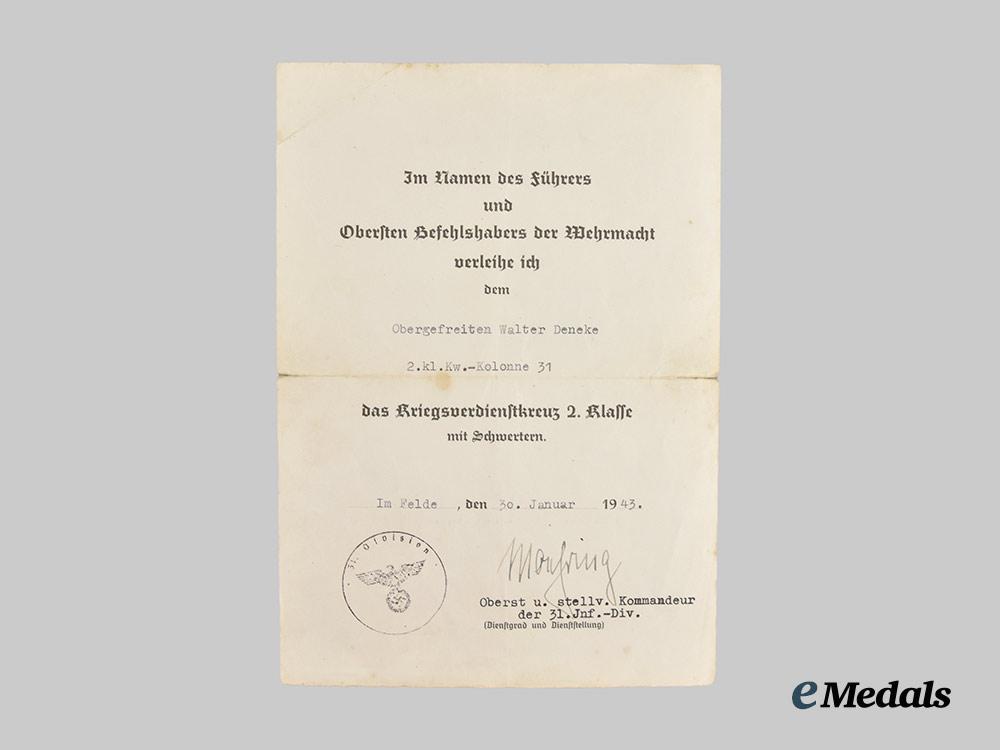 Im Namen des Führers
und
Obersten Befehlshabers der Wehrmacht
verleihe ich
dem
Obergefreiten Walter Deneke
2.kl.Kw.-Kolonne 31
das Kriegsverdienstkreuz 2. Klasse
mit Schwertern.
Im Felde , den 30. Januar 1943.
31. Division
Moehring
Oberst u. stellv. Kommandeur
der 31.Jnf.-Div.
(Dienstgrad und Dienststellung)
eMedals